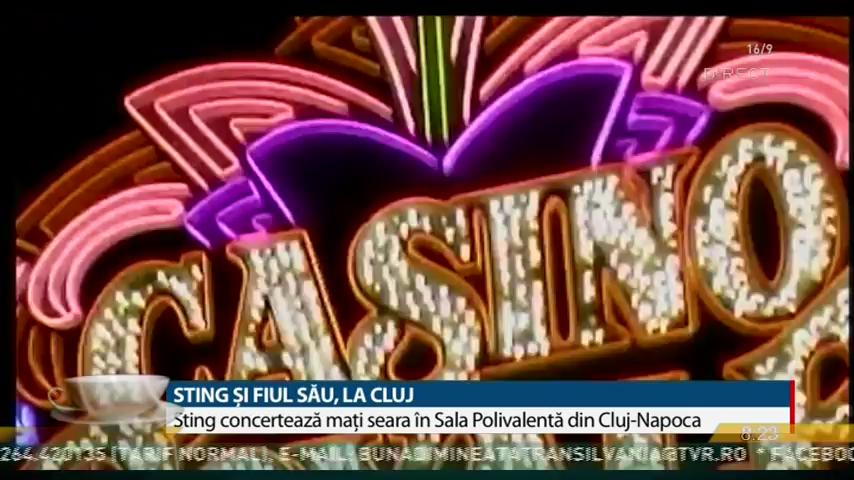 16/9
DIRECT
CASINO
STING ȘI FIUL SĂU, LA CLUJ
Sting concertează mați seara în Sala Polivalentă din Cluj-Napoca
8:23
264.420135 [TARIF NORMAL], E-MAIL: BUNADIMINEATATRANSILVANIA@TVR.RO * FACEBOO